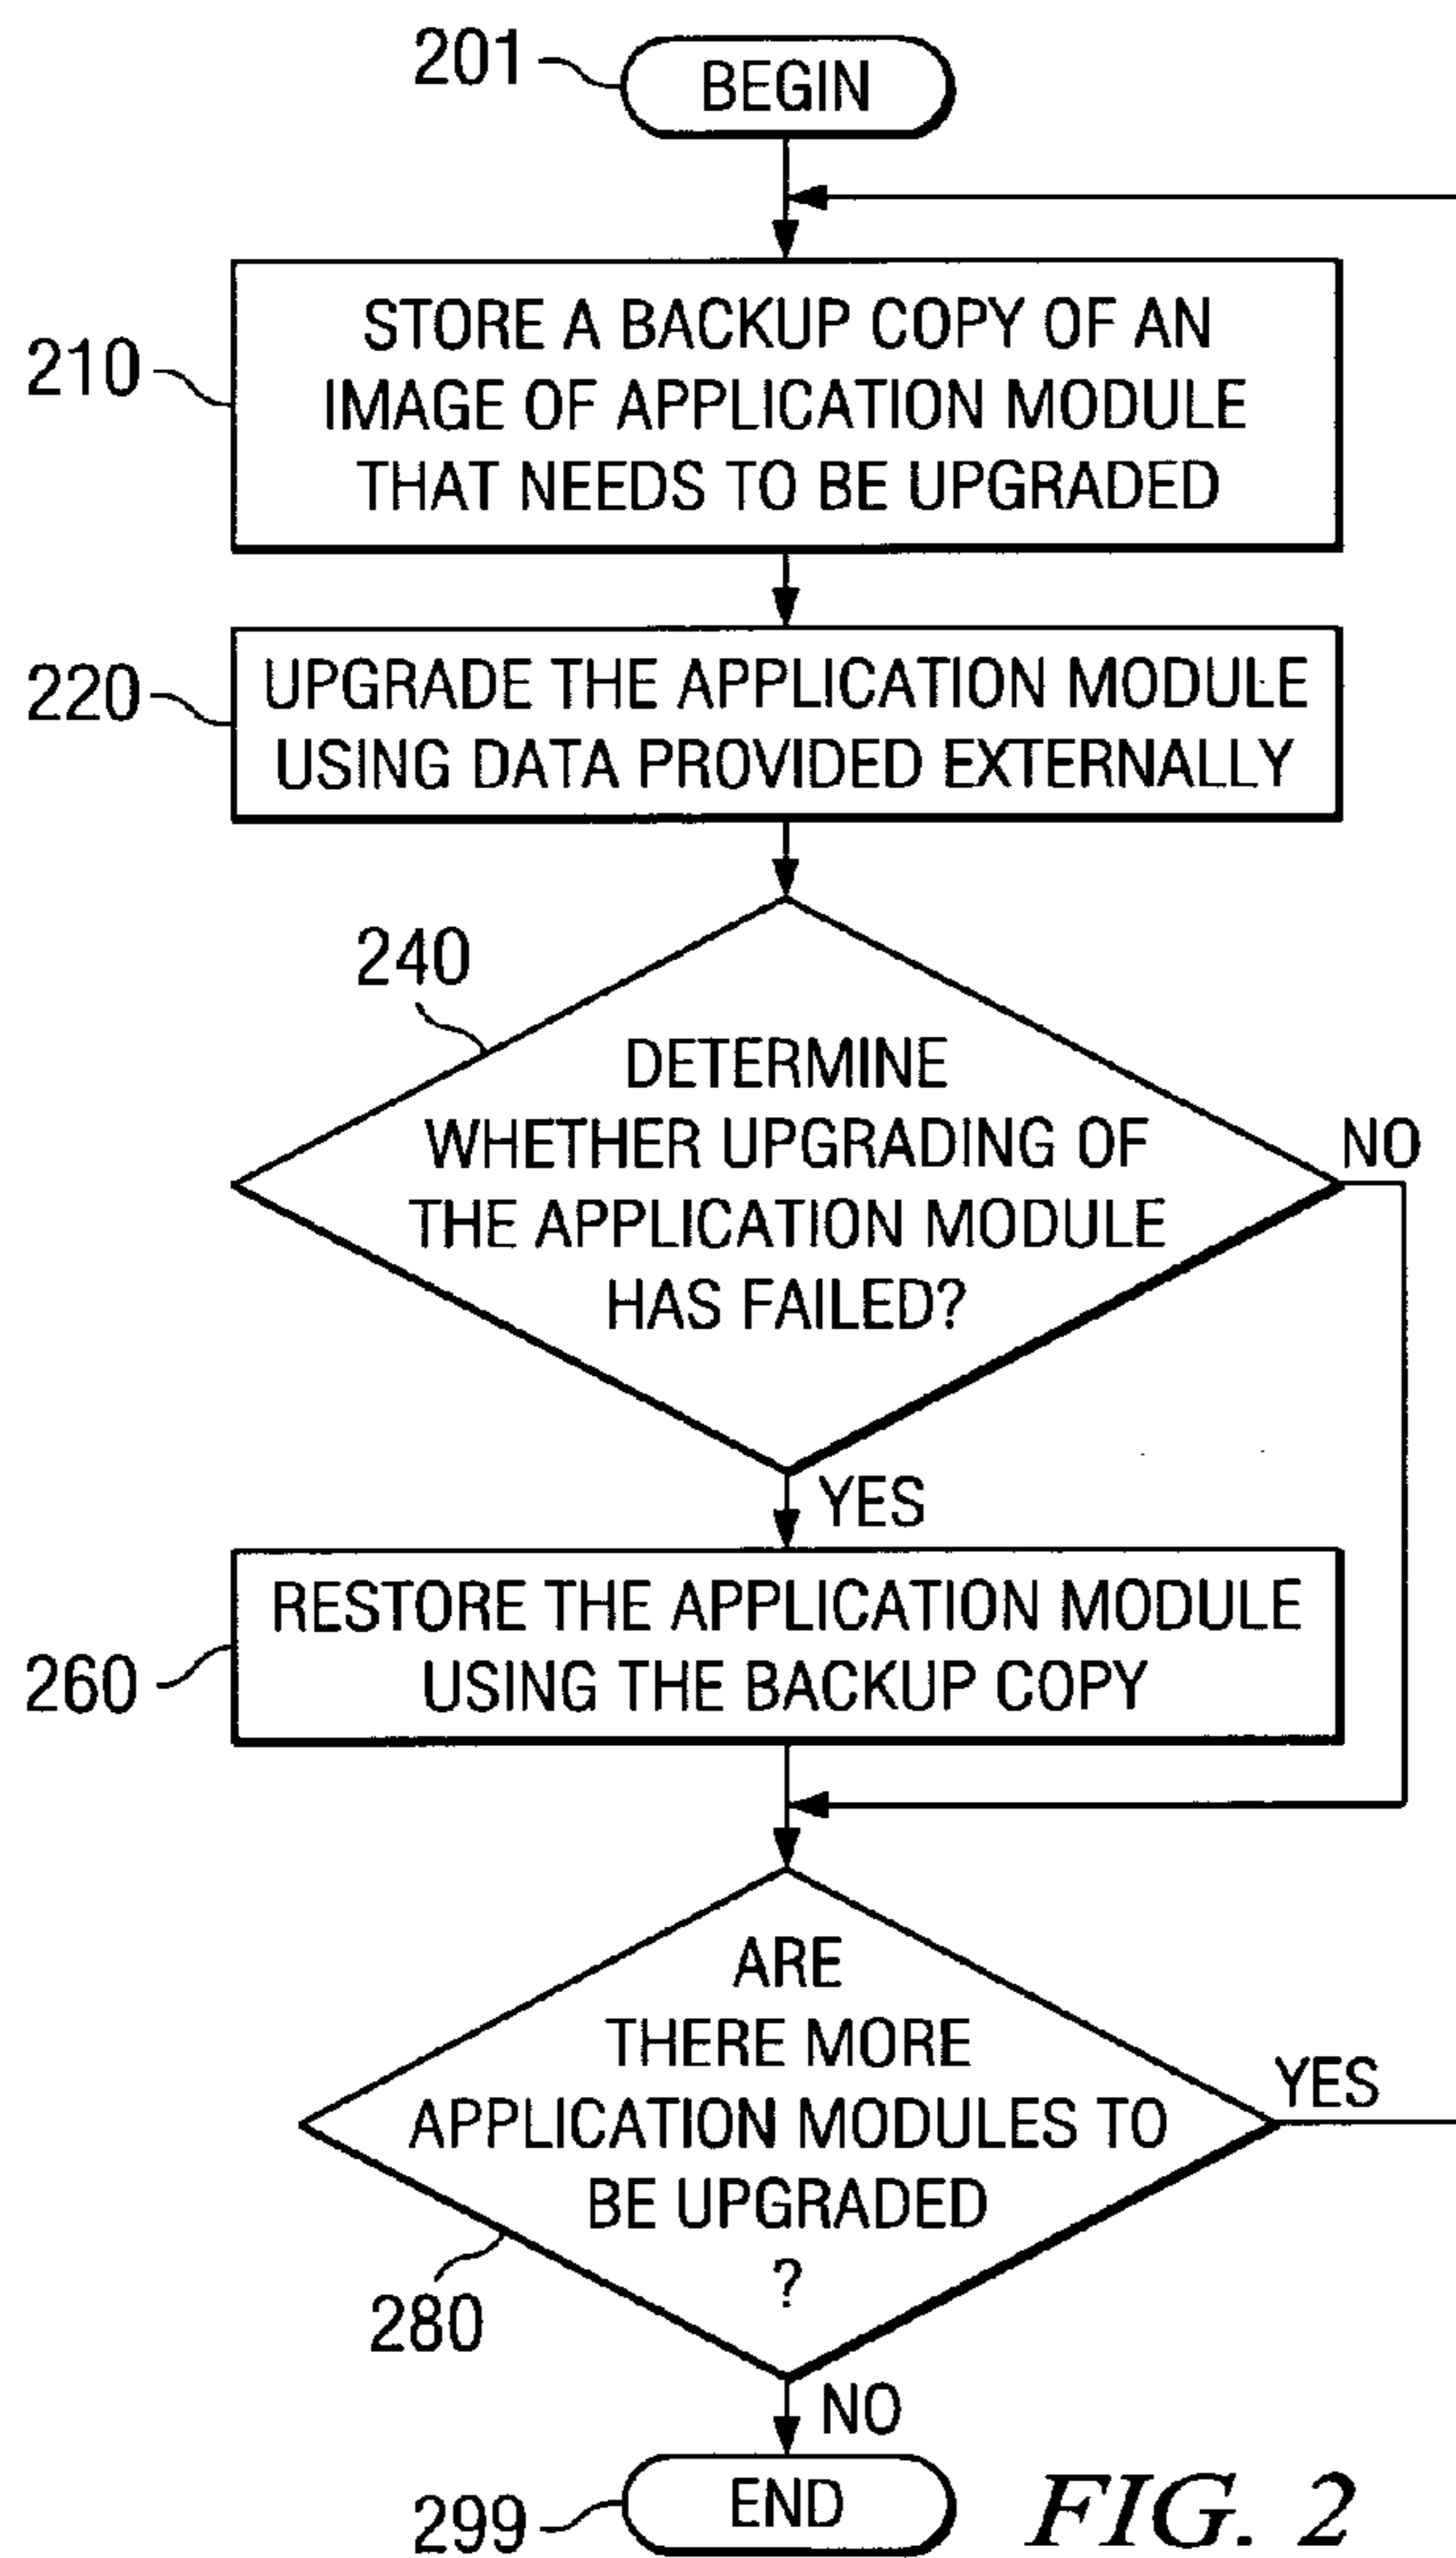 201
BEGIN
210
STORE A BACKUP COPY OF AN
IMAGE OF APPLICATION MODULE
THAT NEEDS TO BE UPGRADED
220
UPGRADE THE APPLICATION MODULE
USING DATA PROVIDED EXTERNALLY
240
DETERMINE
WHETHER UPGRADING OF
THE APPLICATION MODULE
HAS FAILED?
NO
YES
260
RESTORE THE APPLICATION MODULE
USING THE BACKUP COPY
ARE
THERE MORE
APPLICATION MODULES TO
BE UPGRADED
?
YES
280
NO
299
END
FIG. 2